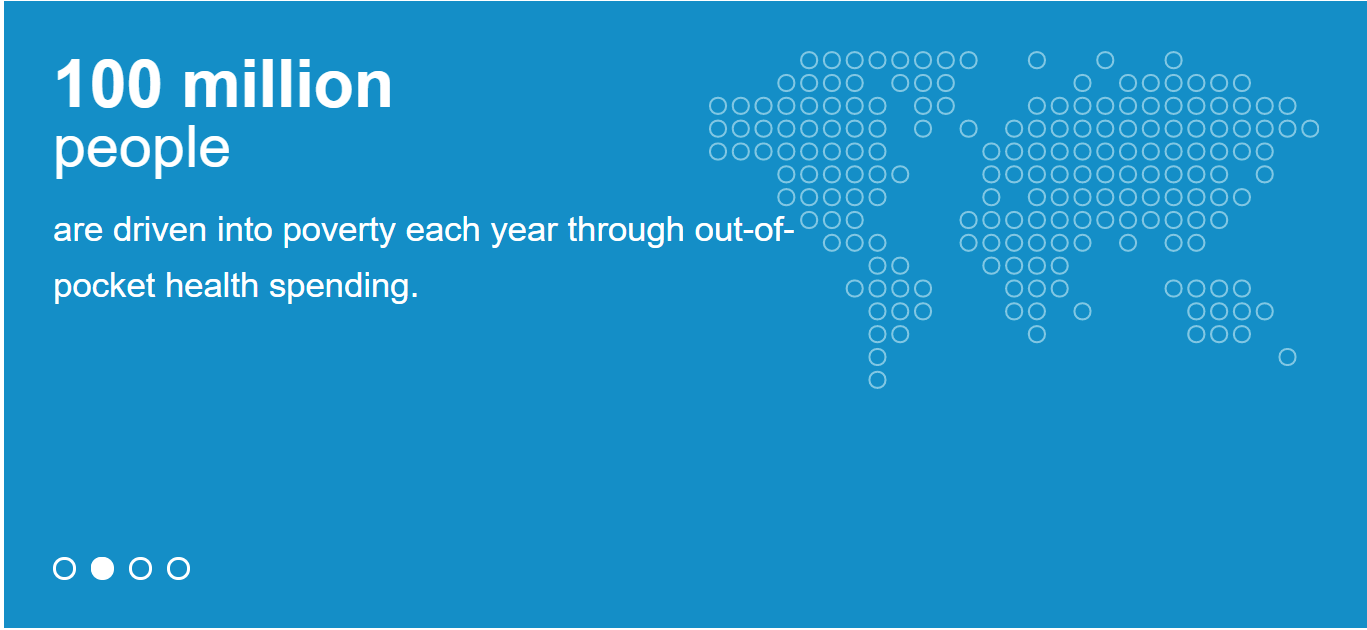 100 million
people
are driven into poverty each year through out-of-
pocket health spending.